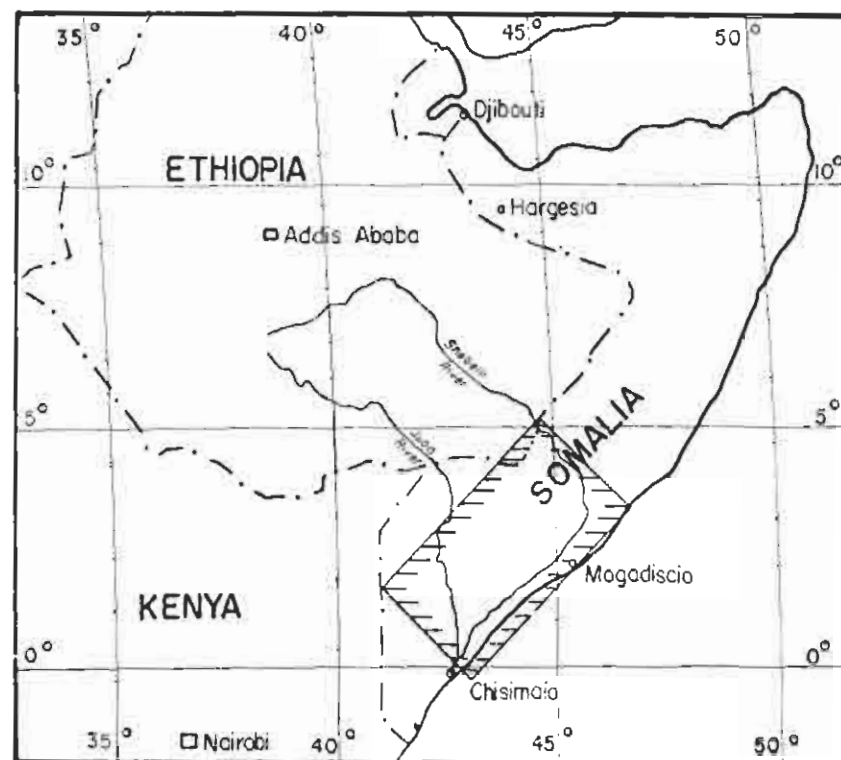 35° 40° 45° 50°
Djibouti
ETHIOPIA
10° 10°
Hargesia
Addis Ababa
Shebelli River
SOMALIA
5° 5°
Juba River
Mogadiscio
KENYA
0° 0°
Chisimaio
35° Nairobi 40° 45° 50°